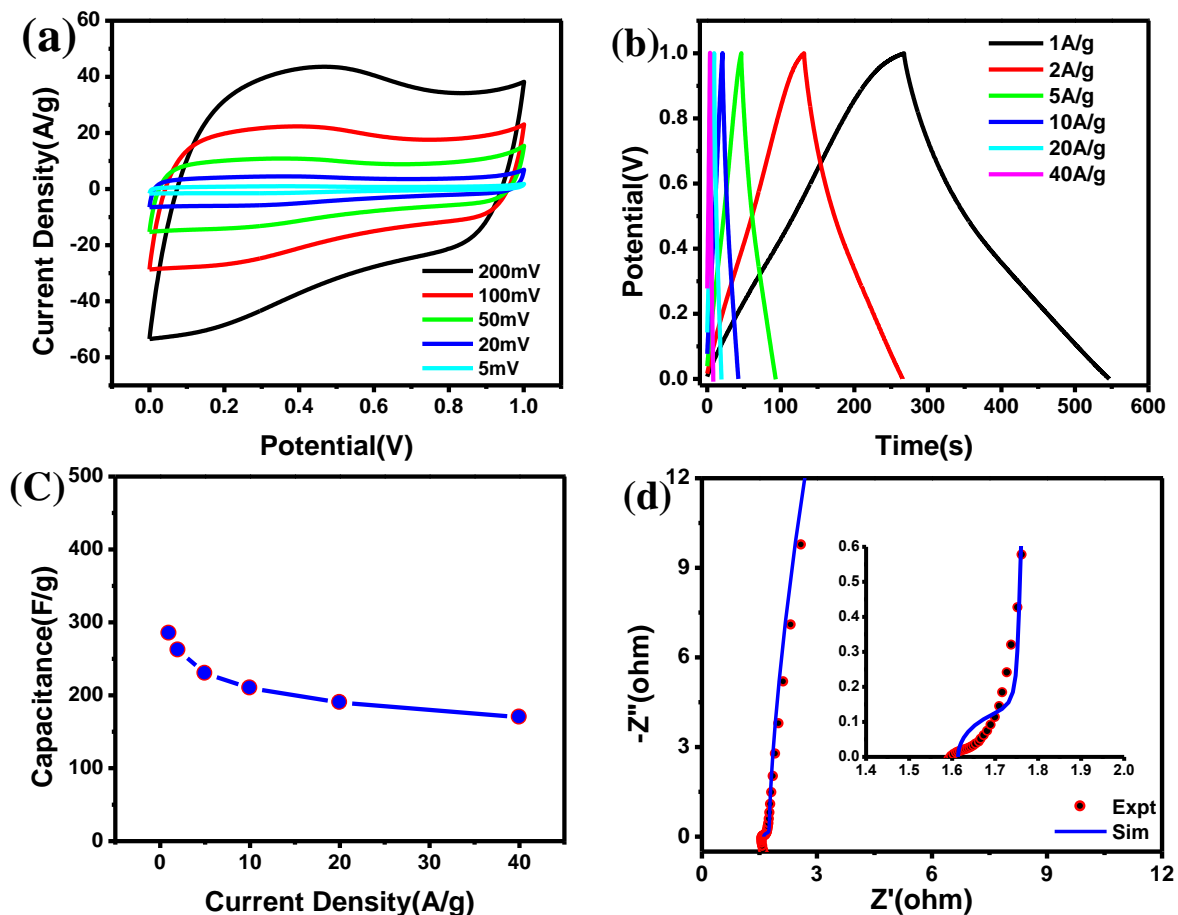 (a)
60
40
20
0
-20
-40
-60
Current Density(A/g)
200mV
100mV
50mV
20mV
5mV
0.0 0.2 0.4 0.6 0.8 1.0
Potential(V)
(b)
1.0
0.8
0.6
0.4
0.2
0.0
Potential(V)
1A/g
2A/g
5A/g
10A/g
20A/g
40A/g
0 100 200 300 400 500 600
Time(s)
(C)
500
400
300
200
100
0
Capacitance(F/g)
0 10 20 30 40
Current Density(A/g)
(d)
12
9
6
3
0
-Z"(ohm)
0.6
0.5
0.4
0.3
0.2
0.1
0.0
1.4 1.5 1.6 1.7 1.8 1.9 2.0
Expt
Sim
0 3 6 9 12
Z'(ohm)